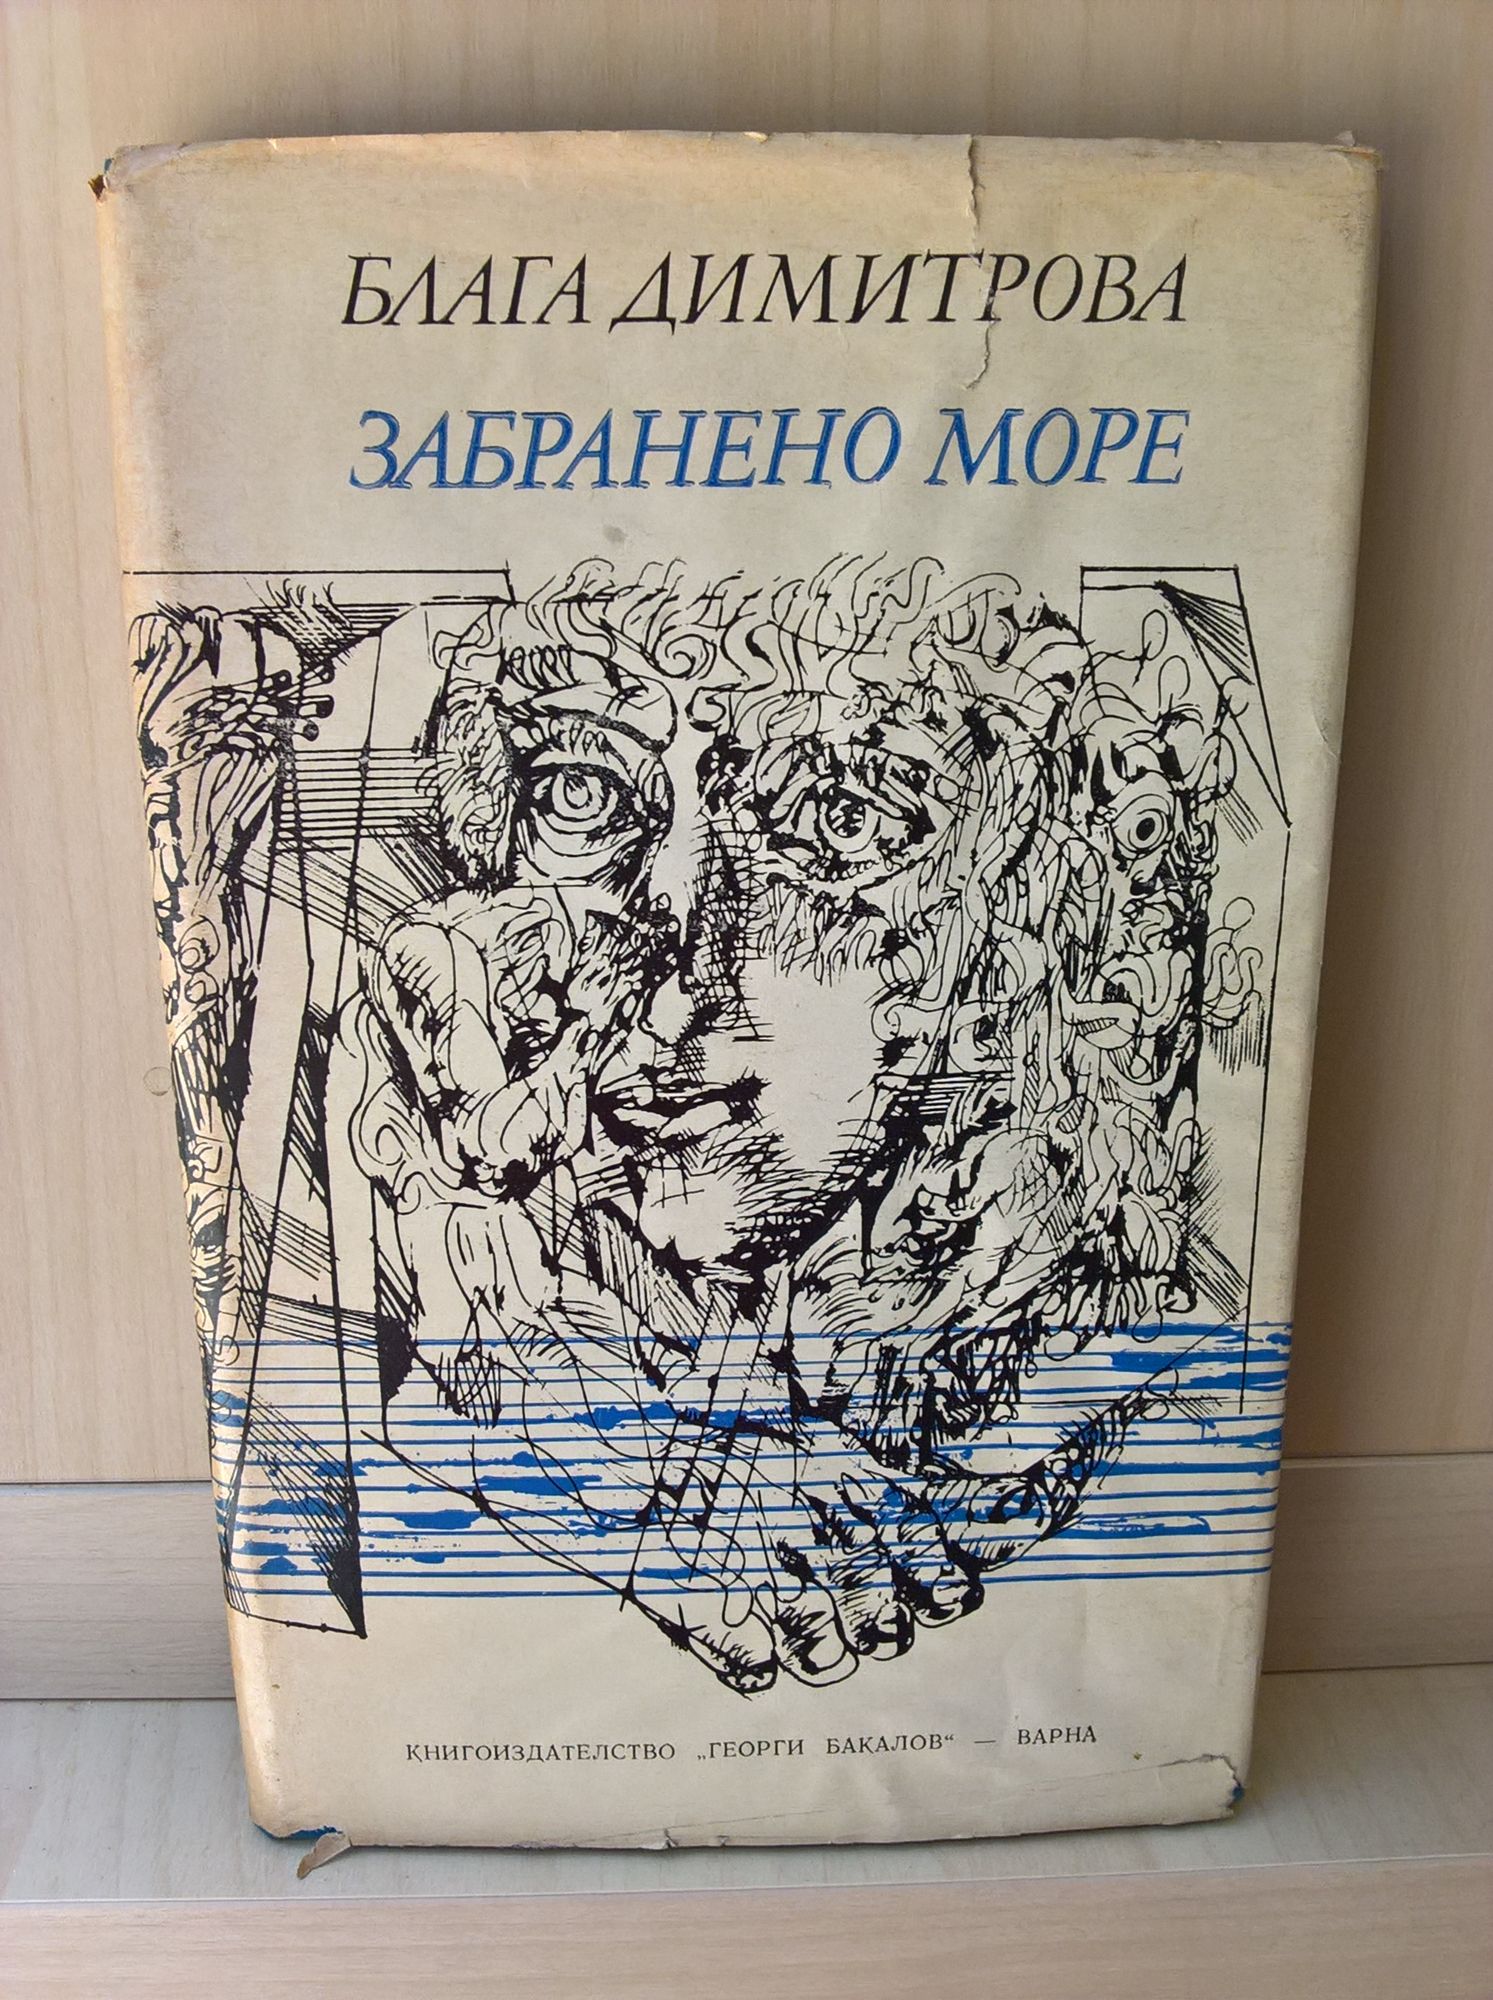 БЛАГА ДИМИТРОВА
ЗАБРАНЕНО МОРЕ
КНИГОИЗДАТЕЛСТВО „ГЕОРГИ БАКАЛОВ“ — ВАРНА